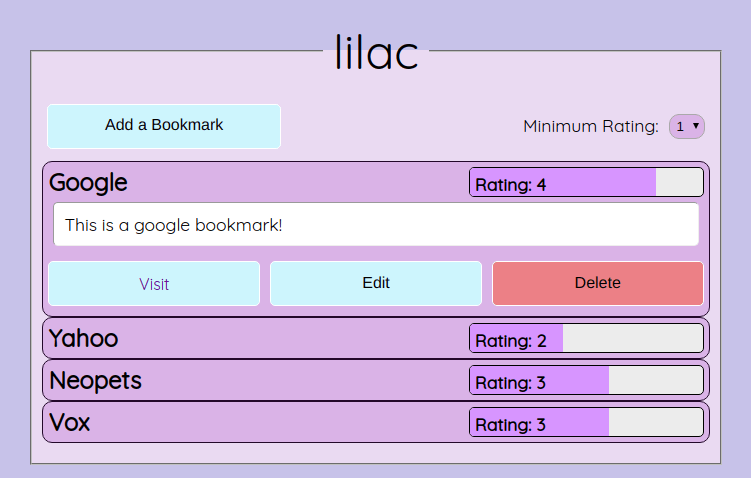 lilac
Add a Bookmark
Minimum Rating: 1
Google Rating: 4
This is a google bookmark!
Visit Edit Delete
Yahoo Rating: 2
Neopets Rating: 3
Vox Rating: 3